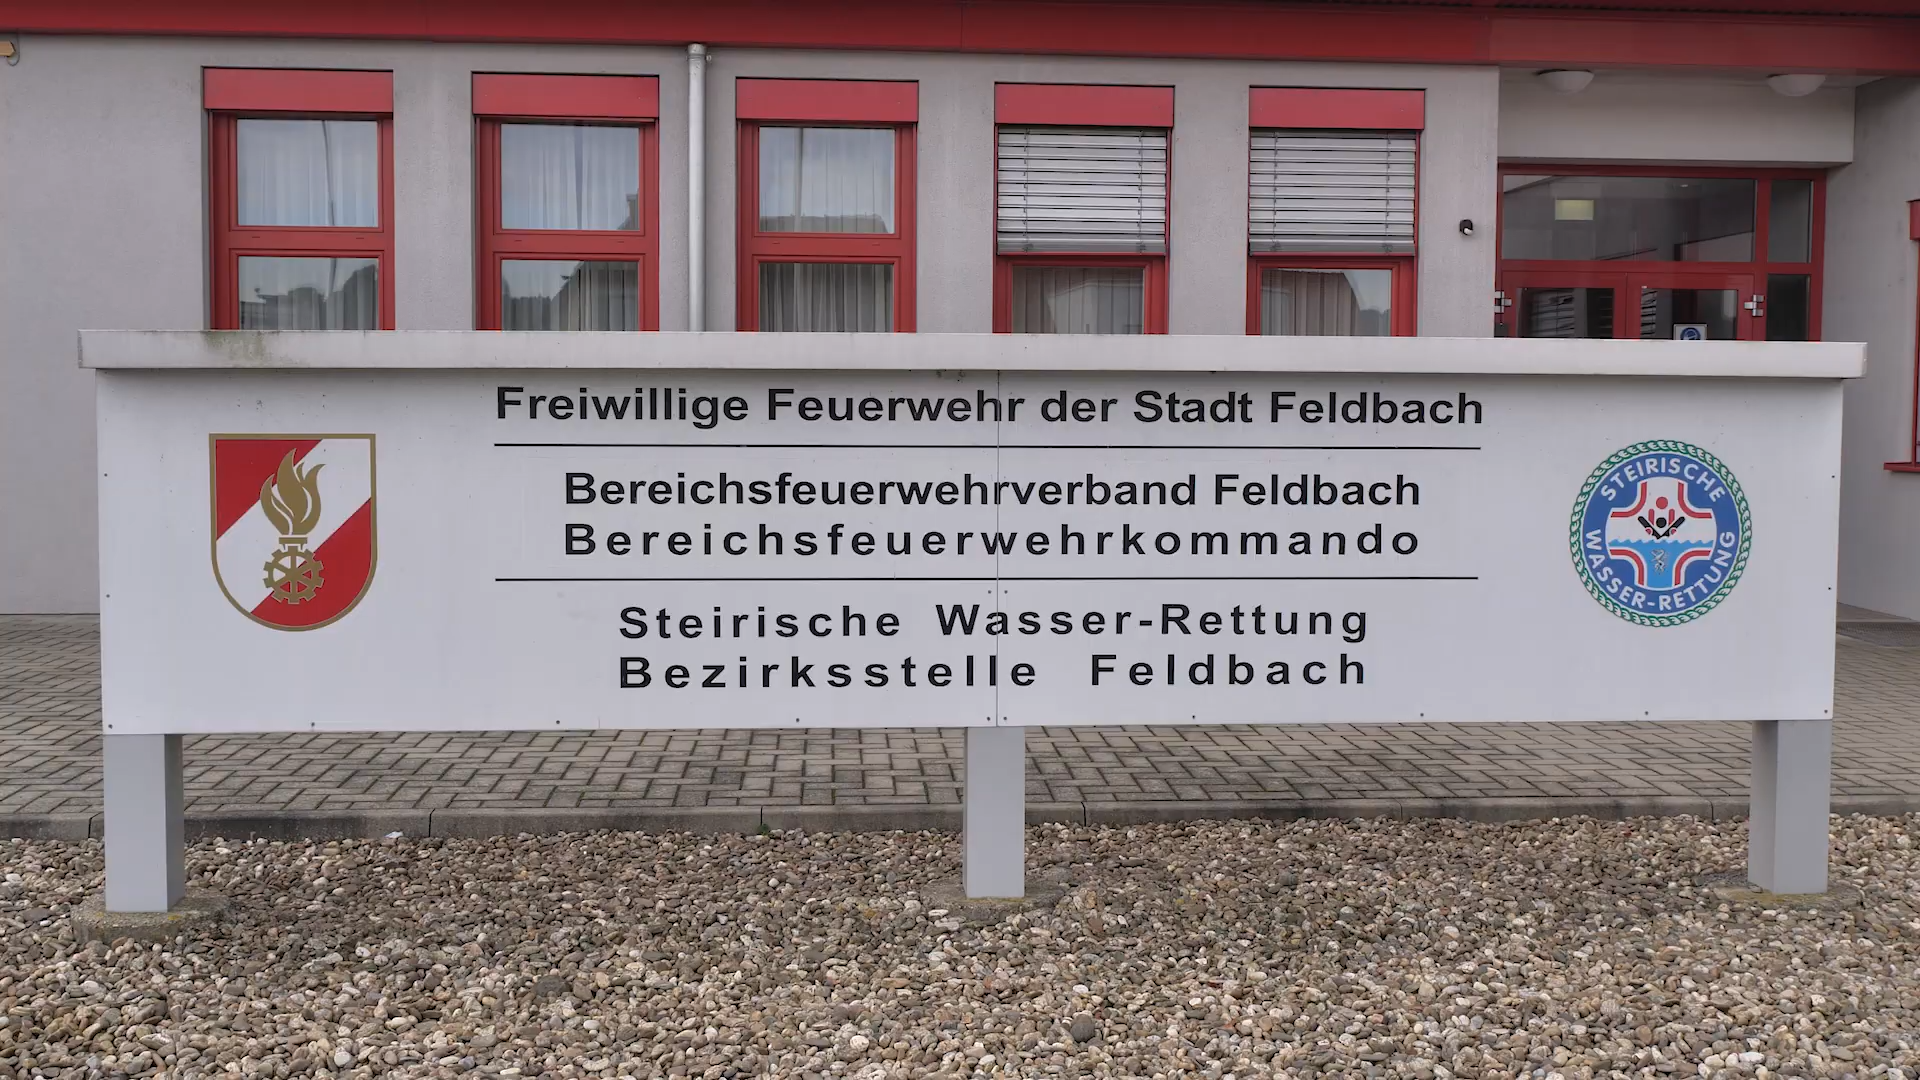 Freiwillige Feuerwehr der Stadt Feldbach
Bereichsfeuerwehrverband Feldbach
Bereichsfeuerwehrkommando
Steirische Wasser-Rettung
Bezirksstelle Feldbach
STEIRISCHE
WASSER-RETTUNG